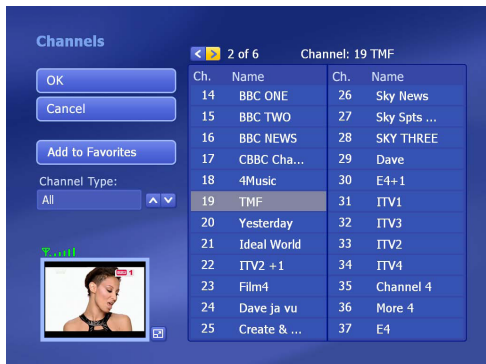 Channels
2 of 6 Channel: 19 TMF
OK
Cancel
Add to Favorites
Channel Type:
All
Ch. Name Ch. Name
14 BBC ONE 26 Sky News
15 BBC TWO 27 Sky Spts ...
16 BBC NEWS 28 SKY THREE
17 CBBC Cha... 29 Dave
18 4Music 30 E4+1
19 TMF 31 ITV1
20 Yesterday 32 ITV3
21 Ideal World 33 ITV2
22 ITV2 +1 34 ITV4
23 Film4 35 Channel 4
24 Dave ja vu 36 More 4
25 Create & ... 37 E4